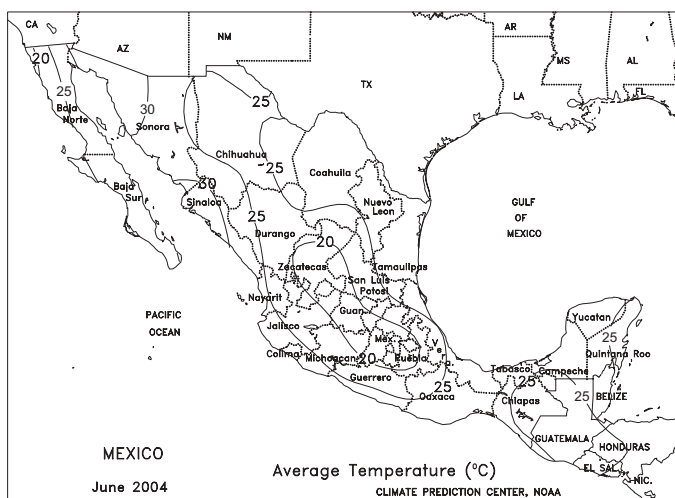 CA
AZ
NM
AR
MS
AL
TX
LA
FL
20
25
Baja
Norte
30
Sonora
25
Chihuahua
25
Coahuila
Nuevo
Leon
30
Sinaloa
Baja
Sur
25
Durango
20
Zacatecas
San Luis
Potosi
Tamaulipas
GULF
OF
MEXICO
Nayarit
Jalisco
Guan.
PACIFIC
OCEAN
Colima
Michoacan
20
Mex.
Puebla
Vera.
Guerrero
Oaxaca
25
Tabasco
25
Campeche
Chiapas
Yucatan
25
Quintana Roo
25
BELIZE
GUATEMALA
HONDURAS
EL SAL.
NIC.
MEXICO
June 2004
Average Temperature (°C)
CLIMATE PREDICTION CENTER, NOAA